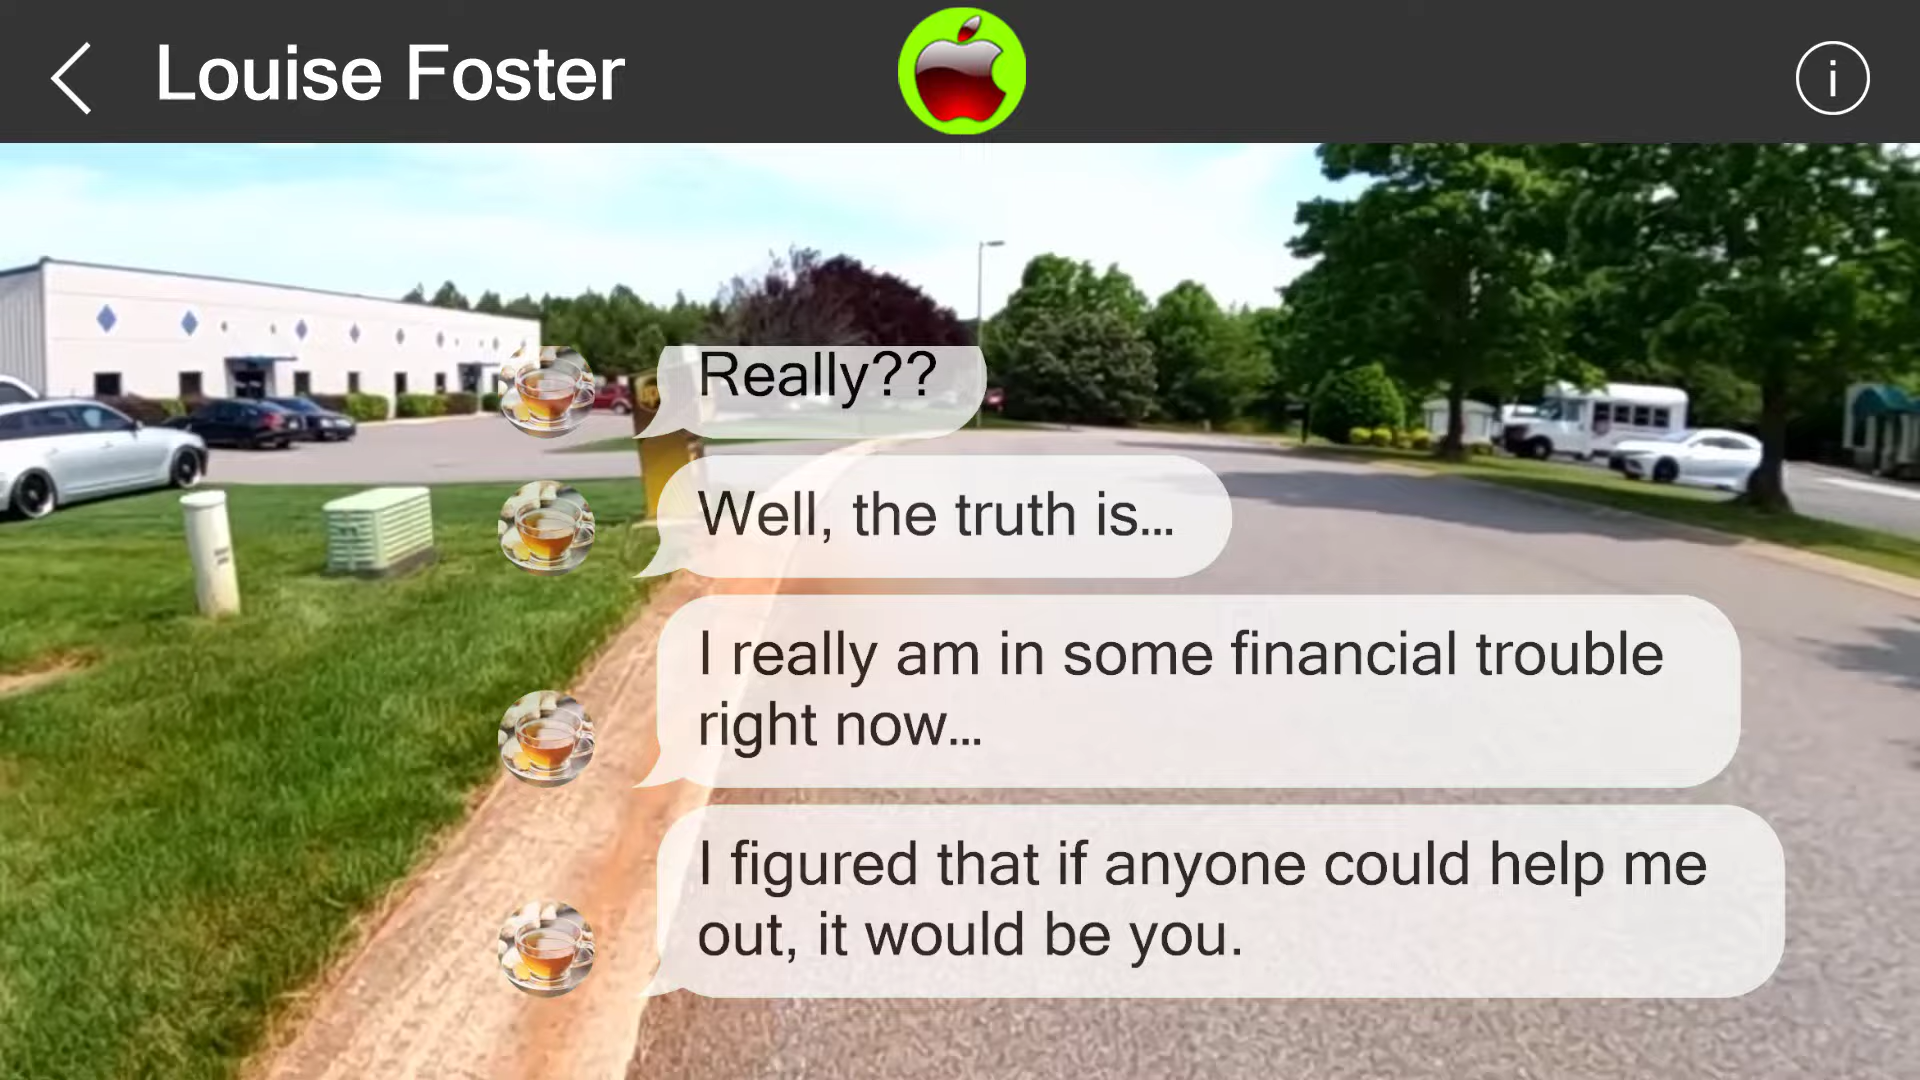 Louise Foster
i
Really??
Well, the truth is...
I really am in some financial trouble
right now...
I figured that if anyone could help me
out, it would be you.